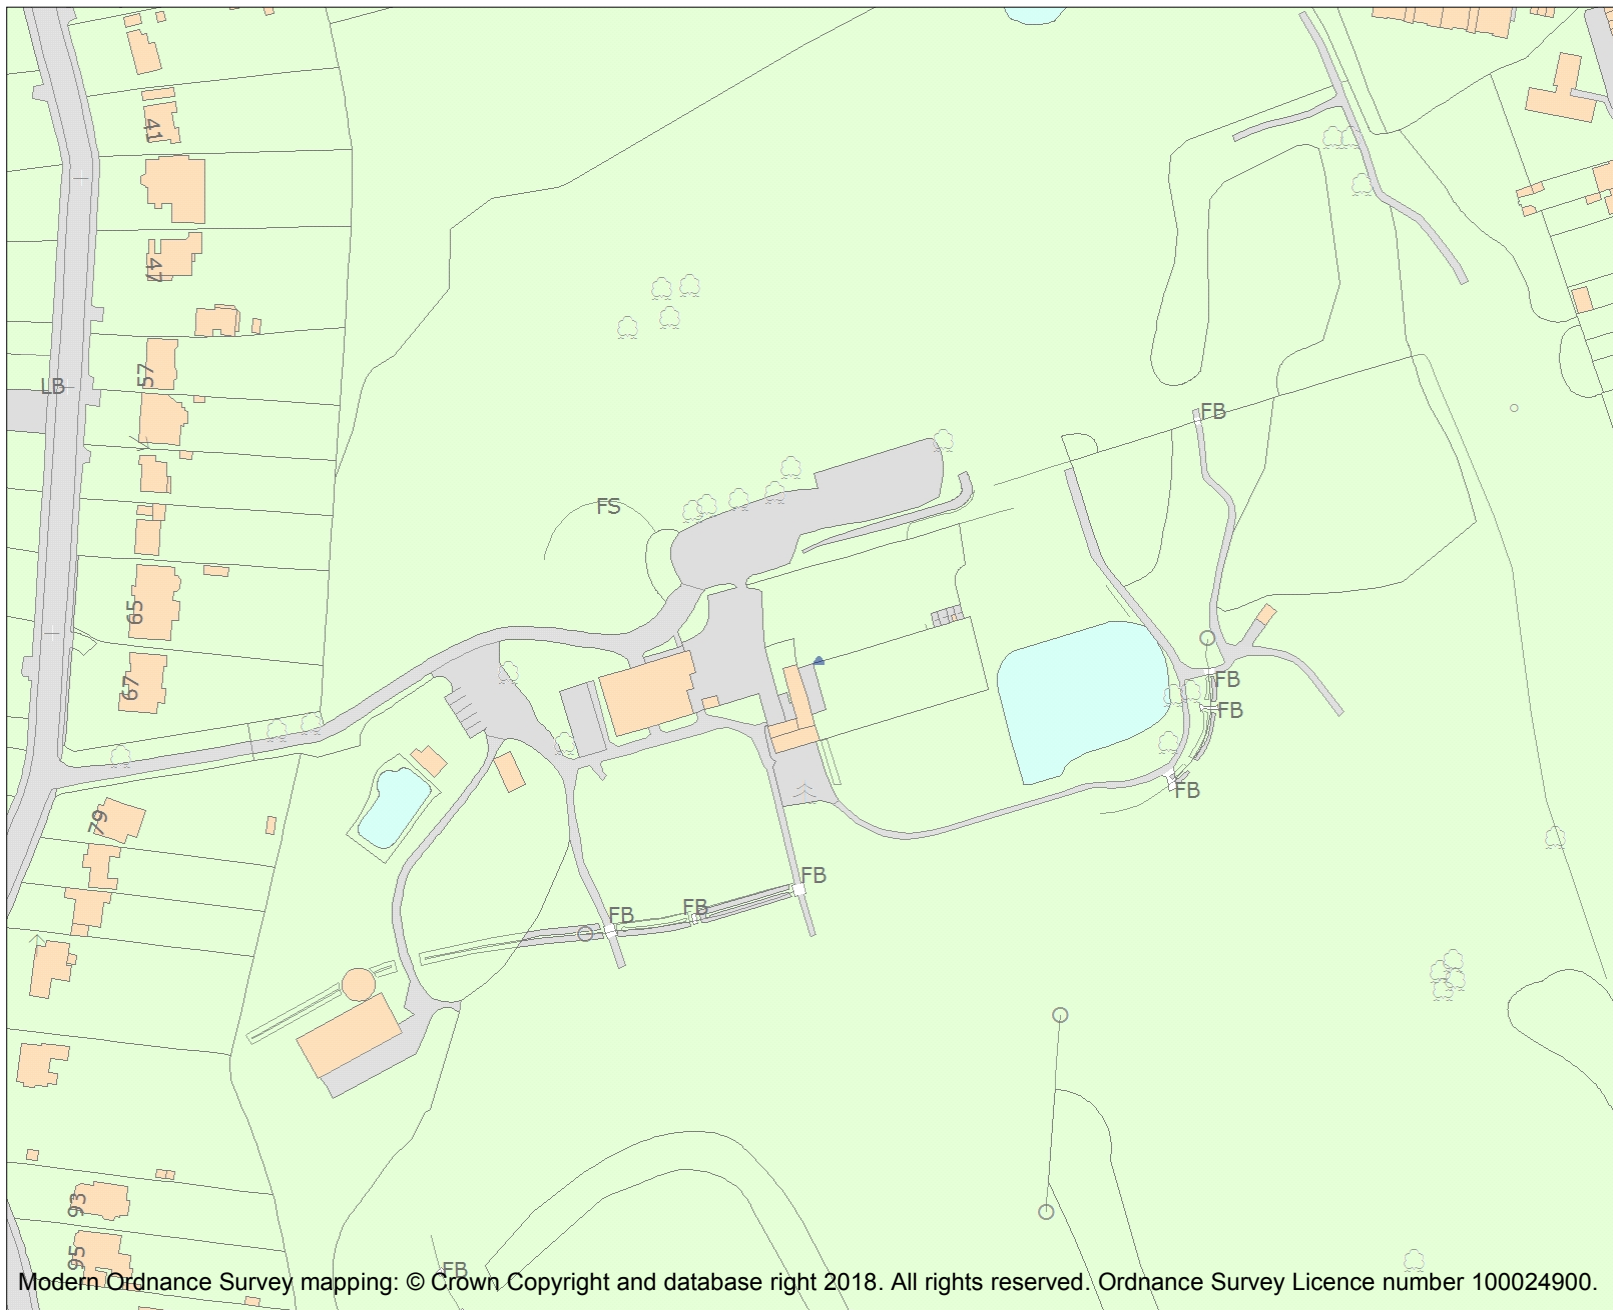 41
47
57
LB
FB
FS
65
67
FB
FB
FB
79
FB
FB
FB
93
95
FB
Modern Ordnance Survey mapping: © Crown Copyright and database right 2018. All rights reserved. Ordnance Survey Licence number 100024900.